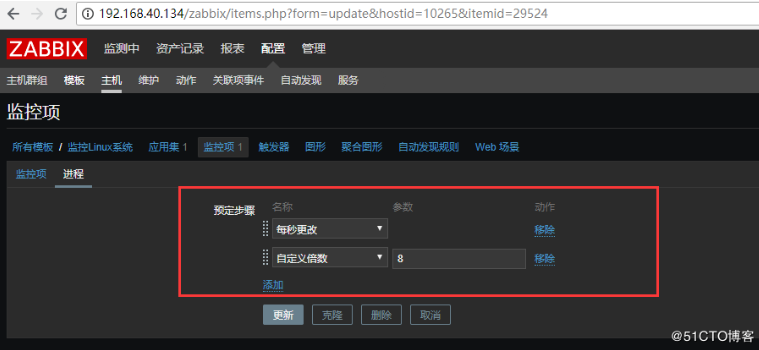 192.168.40.134/zabbix/items.php?form=update&hostid=10265&itemid=29524
ZABBIX 监测中 资产记录 报表 配置 管理
主机群组 模板 主机 维护 动作 关联项事件 自动发现 服务
监控项
所有模板 / 监控Linux系统 应用集 1 监控项 1 触发器 图形 聚合图形 自动发现规则 Web 场景
监控项 进程
预定步骤 名称 参数 动作
每秒更改 移除
自定义倍数 8 移除
添加
更新 克隆 删除 取消
@51CTO博客